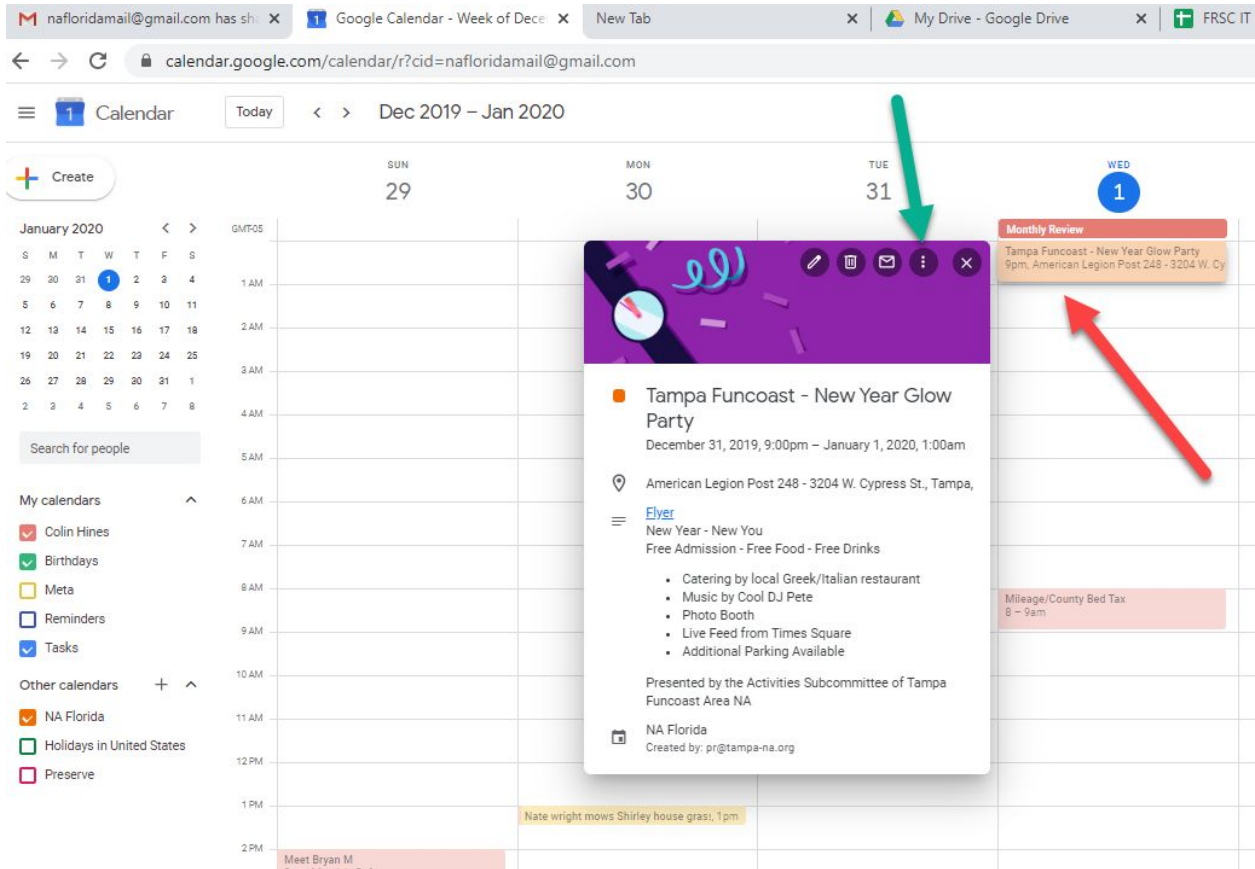 nafloridamail@gmail.com has sh
Google Calendar - Week of Dece
New Tab
My Drive - Google Drive
FRSC IT
calendar.google.com/calendar/r?cid=nafloridamail@gmail.com
1
Calendar
Today
Dec 2019 – Jan 2020
Create
SUN
29
MON
30
TUE
31
WED
1
January 2020
S M T W T F S
29 30 31 1 2 3 4
5 6 7 8 9 10 11
12 13 14 15 16 17 18
19 20 21 22 23 24 25
26 27 28 29 30 31 1
2 3 4 5 6 7 8
Search for people
My calendars
Colin Hines
Birthdays
Meta
Reminders
Tasks
Other calendars
NA Florida
Holidays in United States
Preserve
GMT-05
1 AM
2 AM
3 AM
4 AM
5 AM
6 AM
7 AM
8 AM
9 AM
10 AM
11 AM
12 PM
1 PM
2 PM
Monthly Review
Tampa Funcoast - New Year Glow Party
9pm, American Legion Post 248 - 3204 W. Cy
Tampa Funcoast - New Year Glow
Party
December 31, 2019, 9:00pm – January 1, 2020, 1:00am
American Legion Post 248 - 3204 W. Cypress St., Tampa,
Flyer
New Year - New You
Free Admission - Free Food - Free Drinks
• Catering by local Greek/Italian restaurant
• Music by Cool DJ Pete
• Photo Booth
• Live Feed from Times Square
• Additional Parking Available
Presented by the Activities Subcommittee of Tampa
Funcoast Area NA
NA Florida
Created by: pr@tampa-na.org
Mileage/County Bed Tax
8 – 9am
Nate wright mows Shirley house grass, 1pm
Meet Bryan M